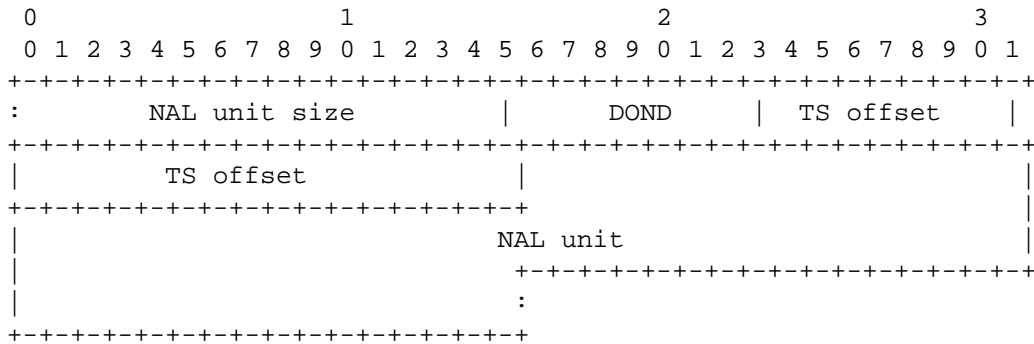 0                   1                   2                   3
 0 1 2 3 4 5 6 7 8 9 0 1 2 3 4 5 6 7 8 9 0 1 2 3 4 5 6 7 8 9 0 1
+-+-+-+-+-+-+-+-+-+-+-+-+-+-+-+-+-+-+-+-+-+-+-+-+-+-+-+-+-+-+-+-+
:        NAL unit size         |      DOND     |  TS offset    |
+-+-+-+-+-+-+-+-+-+-+-+-+-+-+-+-+-+-+-+-+-+-+-+-+-+-+-+-+-+-+-+-+
|         TS offset             |                               |
+-+-+-+-+-+-+-+-+-+-+-+-+-+-+-+-+                               |
|                              NAL unit                         |
|                               +-+-+-+-+-+-+-+-+-+-+-+-+-+-+-+-+
|                               :
+-+-+-+-+-+-+-+-+-+-+-+-+-+-+-+-+